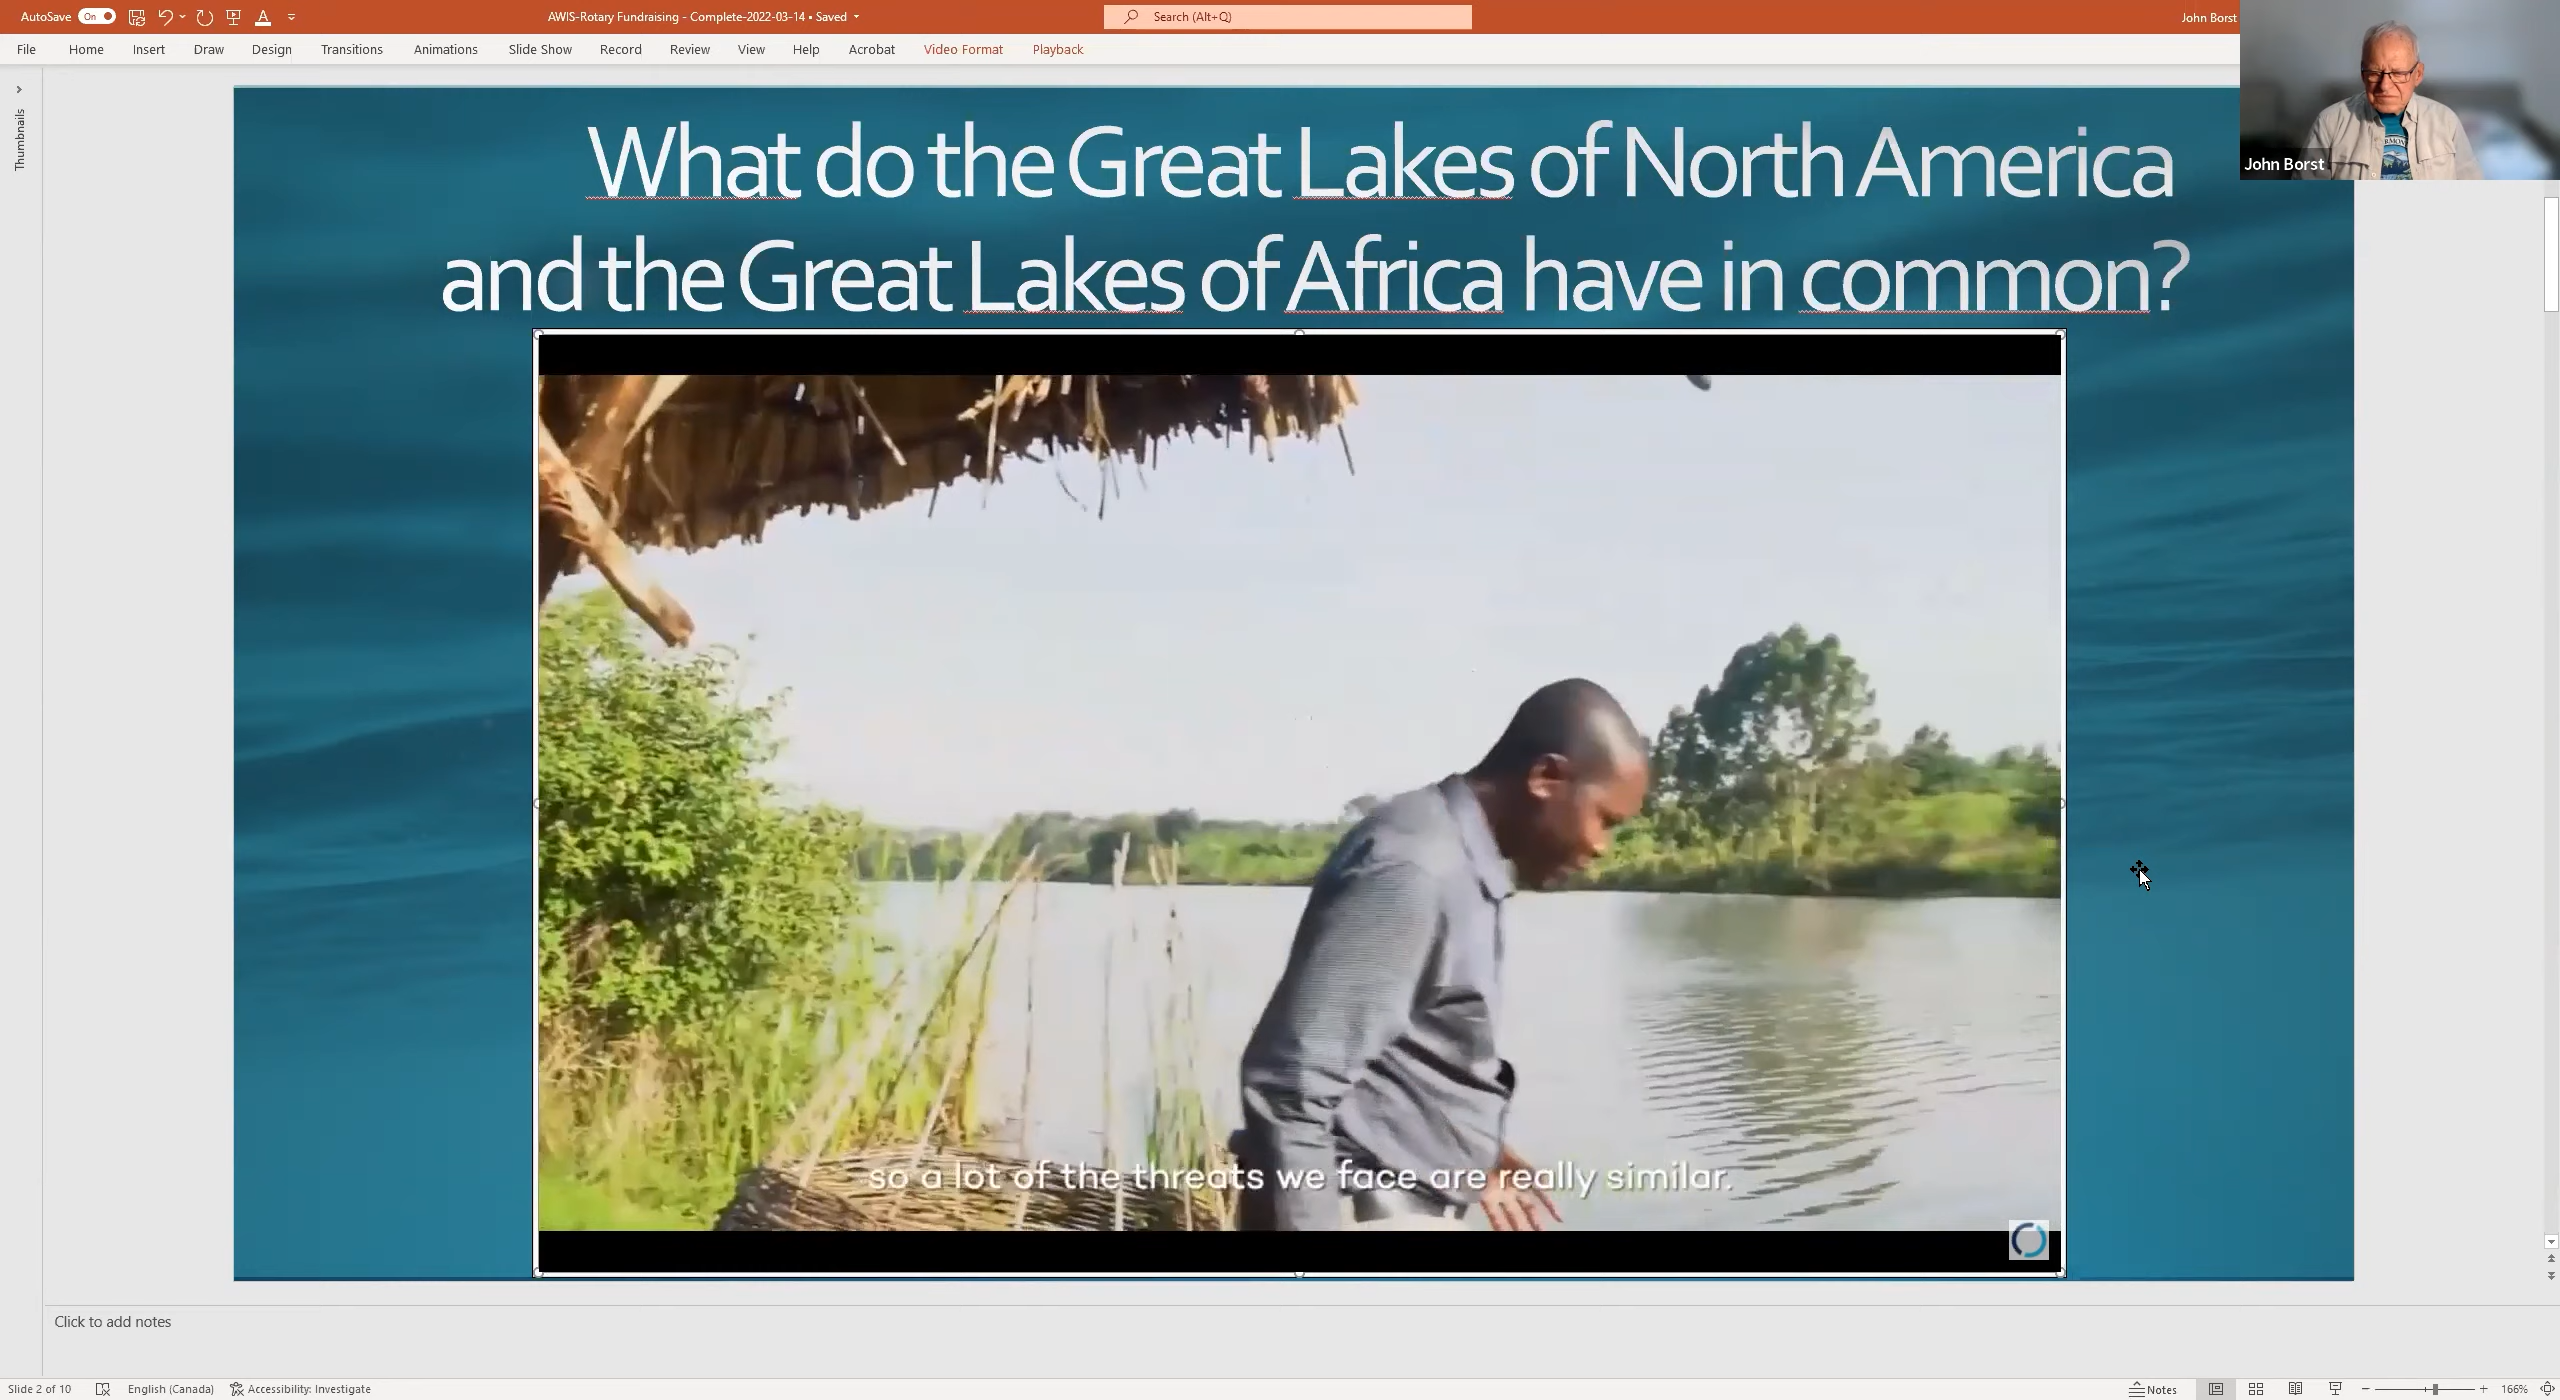 AutoSave On AWIS-Rotary Fundraising - Complete-2022-03-14 • Saved Search (Alt+Q) John Borst
File Home Insert Draw Design Transitions Animations Slide Show Record Review View Help Acrobat Video Format Playback
John Borst
Thumbnails
What do the Great Lakes of North America
and the Great Lakes of Africa have in common?
so a lot of the threats we face are really similar.
Click to add notes
Slide 2 of 10 English (Canada) Accessibility: Investigate Notes 166%